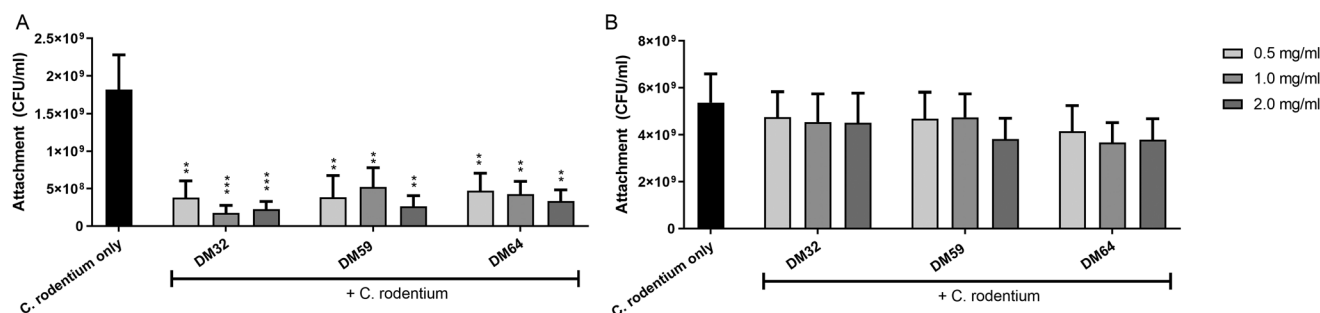 A
Attachment (CFU/ml)
2.5×10⁹
2×10⁹
1.5×10⁹
1×10⁹
5×10⁸
0
** *** *** ** ** ** ** ** **
C. rodentium only
DM32
DM59
DM64
+ C. rodentium
B
Attachment (CFU/ml)
8×10⁹
6×10⁹
4×10⁹
2×10⁹
0
C. rodentium only
DM32
DM59
DM64
+ C. rodentium
0.5 mg/ml
1.0 mg/ml
2.0 mg/ml